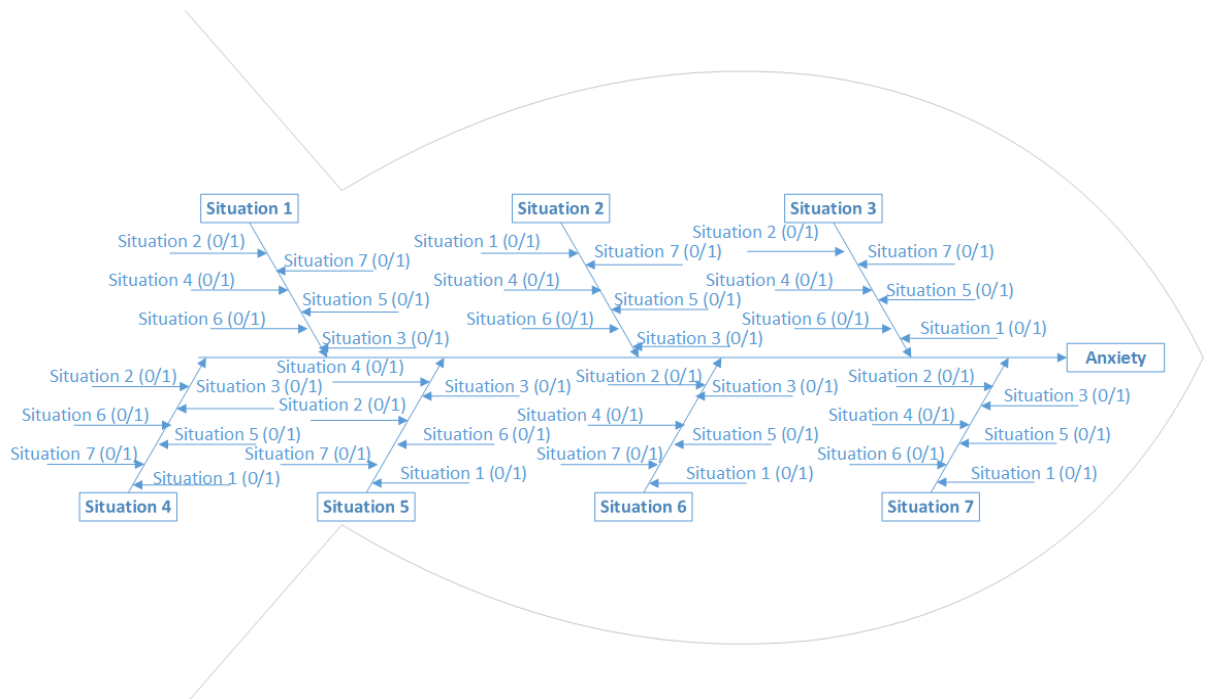 Situation 1
Situation 2
Situation 3
Situation 2 (0/1)
Situation 7 (0/1)
Situation 4 (0/1)
Situation 5 (0/1)
Situation 6 (0/1)
Situation 3 (0/1)
Situation 1 (0/1)
Situation 7 (0/1)
Situation 4 (0/1)
Situation 5 (0/1)
Situation 6 (0/1)
Situation 3 (0/1)
Situation 2 (0/1)
Situation 7 (0/1)
Situation 4 (0/1)
Situation 5 (0/1)
Situation 6 (0/1)
Situation 1 (0/1)
Anxiety
Situation 2 (0/1)
Situation 3 (0/1)
Situation 6 (0/1)
Situation 5 (0/1)
Situation 7 (0/1)
Situation 1 (0/1)
Situation 4 (0/1)
Situation 3 (0/1)
Situation 2 (0/1)
Situation 6 (0/1)
Situation 7 (0/1)
Situation 1 (0/1)
Situation 2 (0/1)
Situation 3 (0/1)
Situation 4 (0/1)
Situation 5 (0/1)
Situation 7 (0/1)
Situation 1 (0/1)
Situation 2 (0/1)
Situation 3 (0/1)
Situation 4 (0/1)
Situation 5 (0/1)
Situation 6 (0/1)
Situation 1 (0/1)
Situation 4
Situation 5
Situation 6
Situation 7